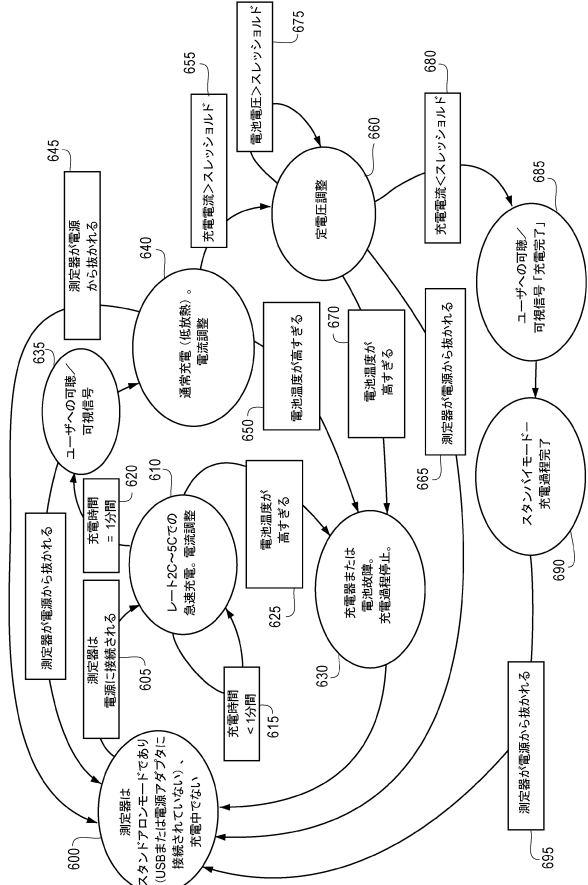 測定器は
スタンドアロンモードであり
(USBまたは電源アダプタに
接続されていない)、
充電中でない
600
測定器は
電源に接続される
605
レート2C～5Cでの
急速充電。電流調整
610
充電時間
＜1分間
615
充電時間
＝1分間
620
電池温度が
高すぎる
625
充電器または
電池故障。
充電過程停止。
630
測定器が電源から抜かれる
ユーザへの可聴／
可視信号
635
通常充電（低放熱）。
電流調整
640
測定器が電源
から抜かれる
645
電池温度が高すぎる
650
充電電流＞スレッショルド
655
定電圧調整
660
測定器が電源から抜かれる
665
電池温度が
高すぎる
670
電池電圧＞スレッショルド
675
充電電流＜スレッショルド
680
ユーザへの可聴／
可視信号「充電完了」
685
スタンバイモードー
充電過程完了
690
測定器が電源から抜かれる
695